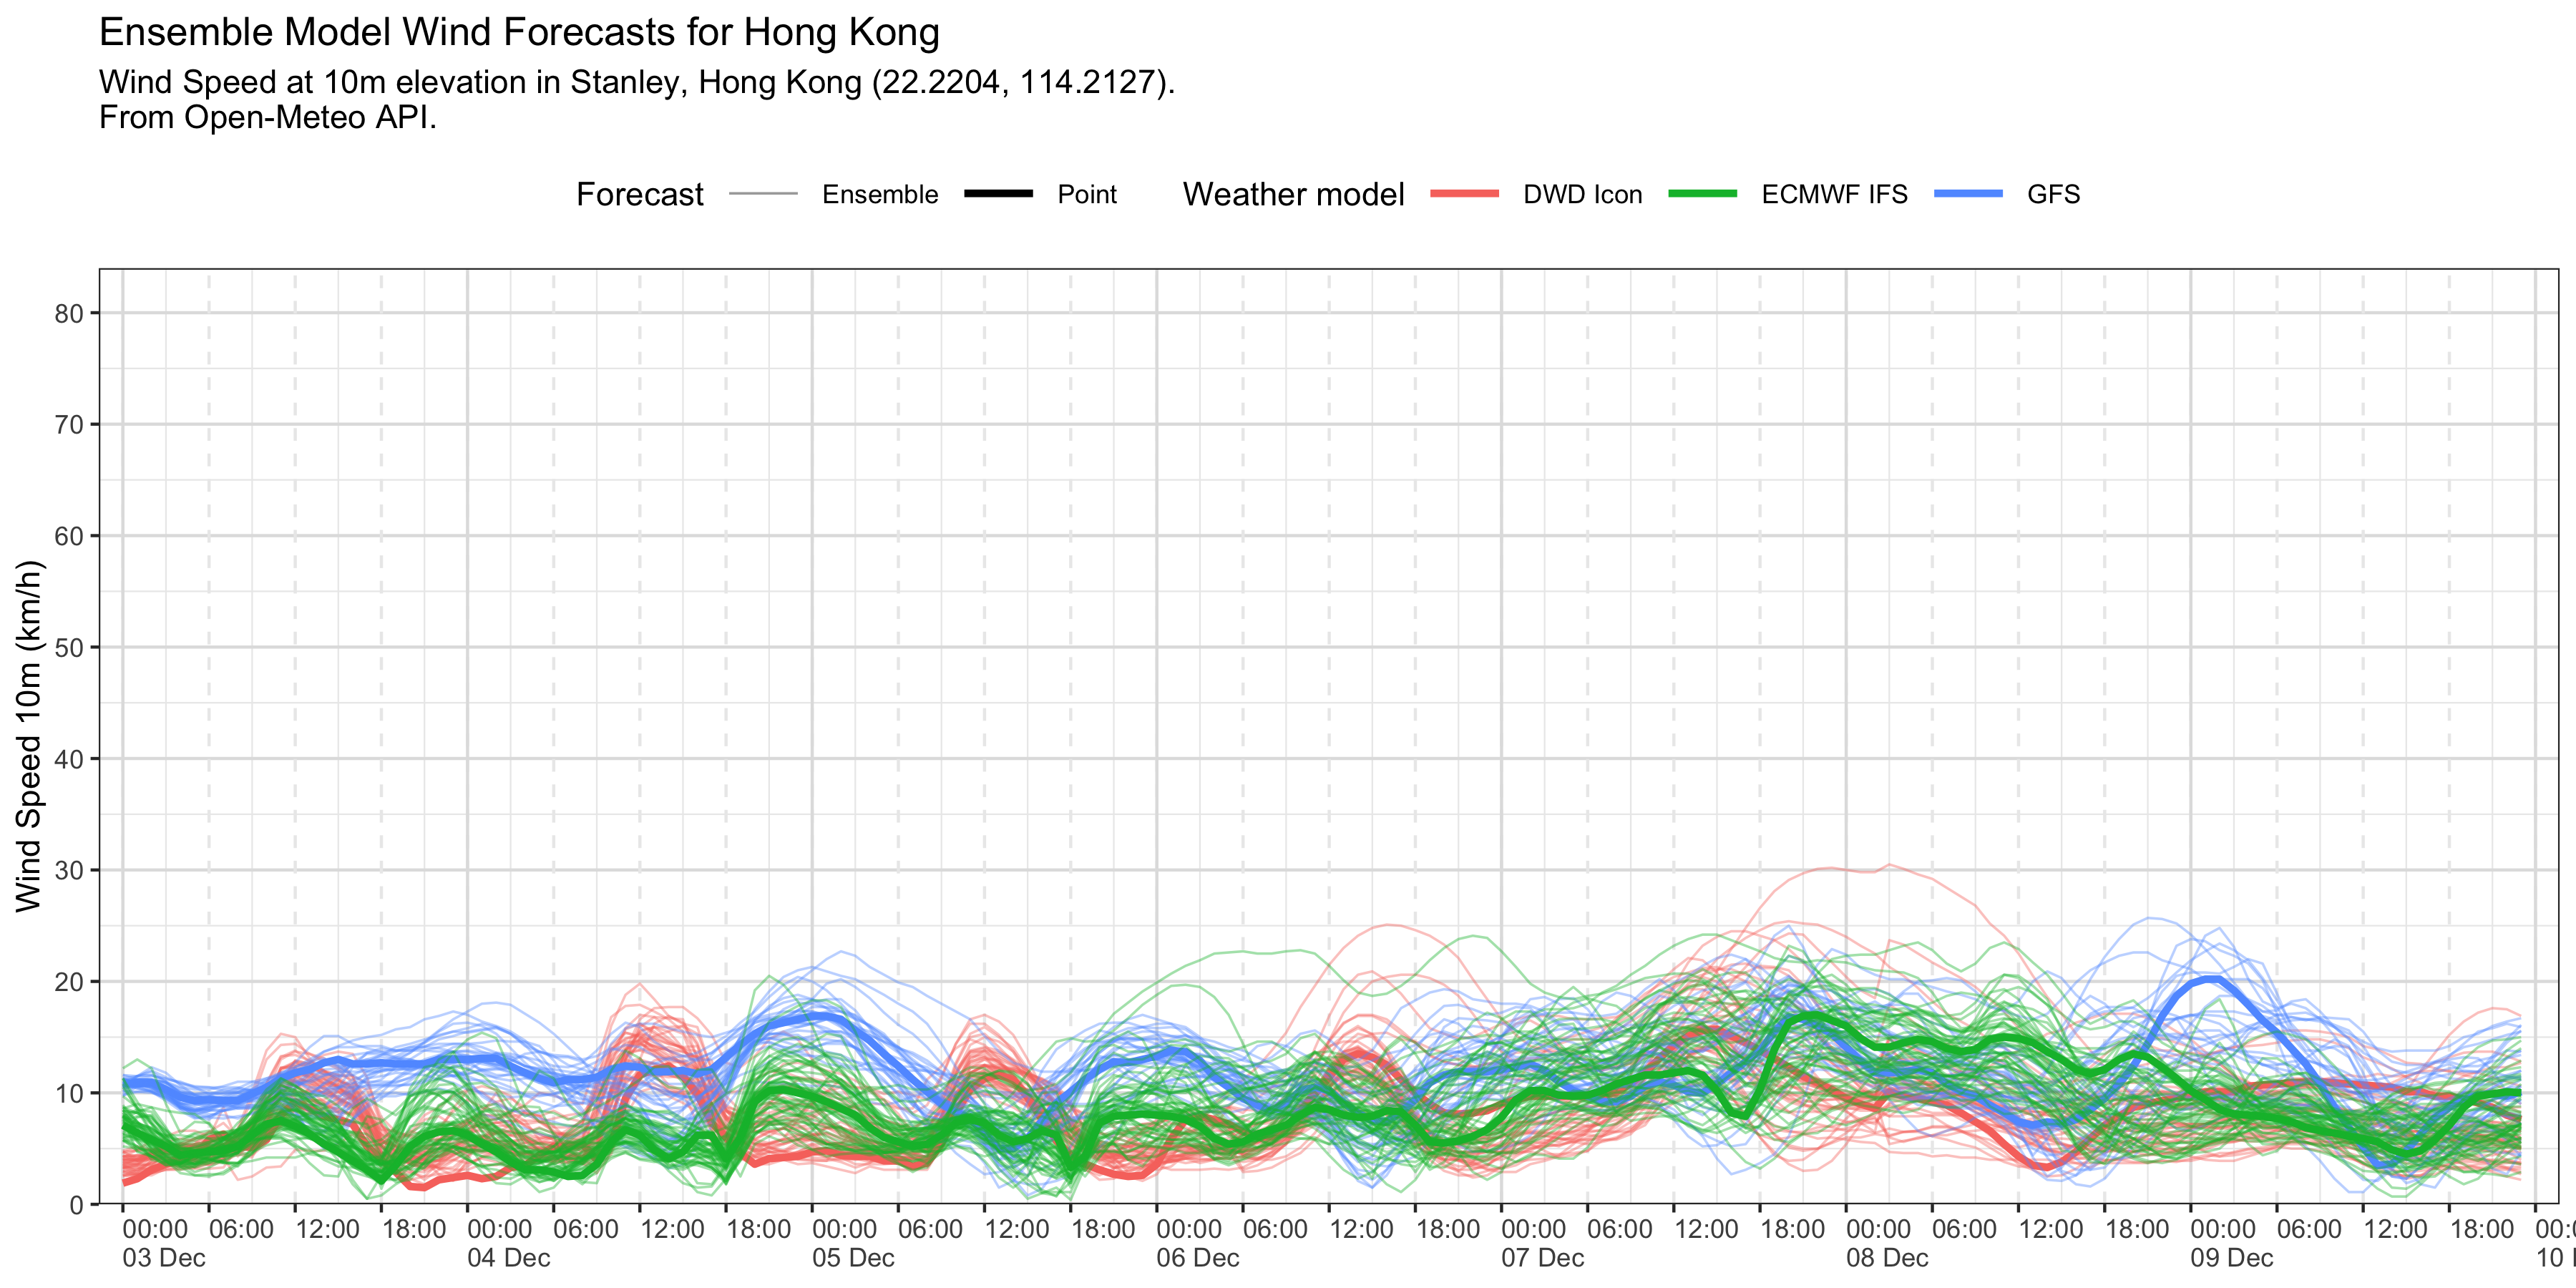 Ensemble Model Wind Forecasts for Hong Kong
Wind Speed at 10m elevation in Stanley, Hong Kong (22.2204, 114.2127).
From Open-Meteo API.
Forecast Ensemble Point Weather model DWD Icon ECMWF IFS GFS
Wind Speed 10m (km/h)
80
70
60
50
40
30
20
10
0
00:00 06:00 12:00 18:00 00:00 06:00 12:00 18:00 00:00 06:00 12:00 18:00 00:00 06:00 12:00 18:00 00:00 06:00 12:00 18:00 00:00 06:00 12:00 18:00 00:00 06:00 12:00 18:00 00:
03 Dec 04 Dec 05 Dec 06 Dec 07 Dec 08 Dec 09 Dec 10